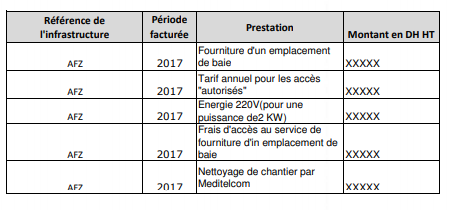 Référence de l'infrastructure
Période facturée
Prestation
Montant en DH HT
AFZ
2017
Fourniture d'un emplacement
de baie
XXXXX
AFZ
2017
Tarif annuel pour les accès
"autorisés"
XXXXX
AFZ
2017
Energie 220V(pour une
puissance de2 KW)
XXXXX
AFZ
2017
Frais d'accès au service de
fourniture d'in emplacement de
baie
XXXXX
AFZ
2017
Nettoyage de chantier par
Meditelcom
XXXXX